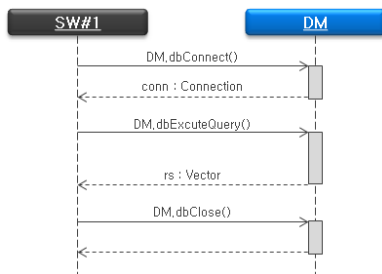 SW#1
DM
DM,dbConnect()
conn : Connection
DM,dbExcuteQuery()
rs : Vector
DM,dbClose()